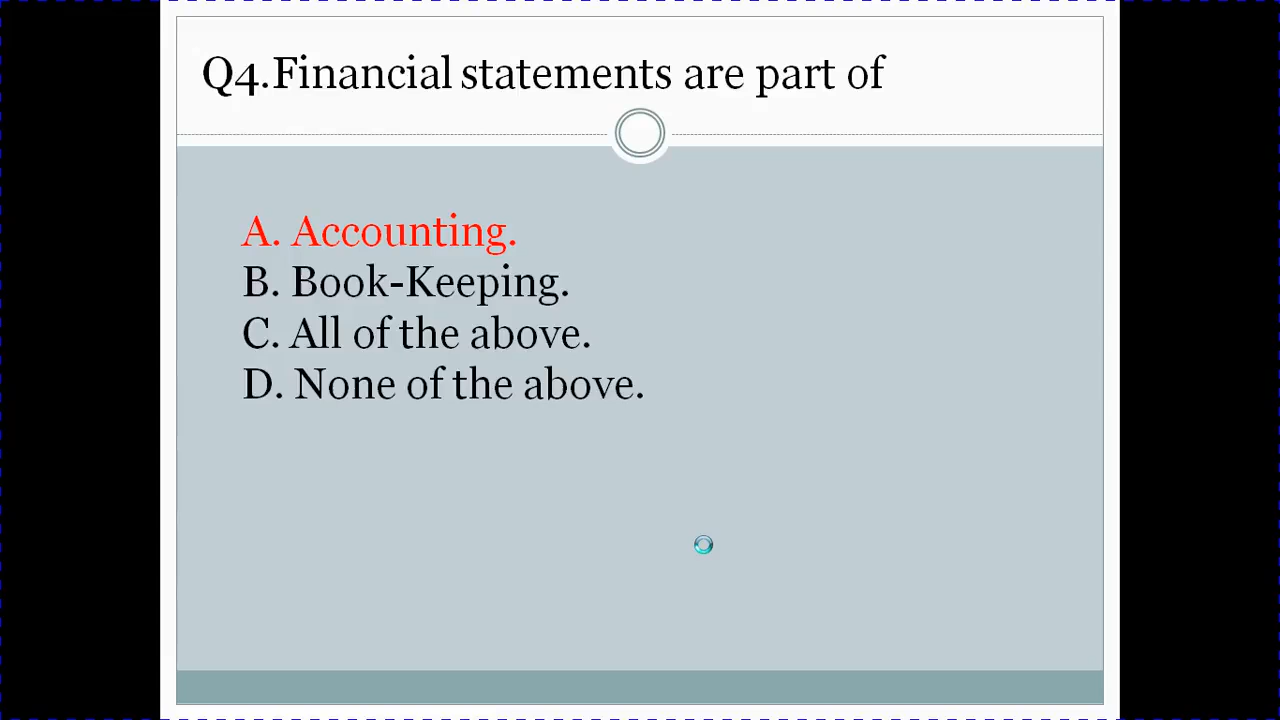 Q4.Financial statements are part of
A. Accounting.
B. Book-Keeping.
C. All of the above.
D. None of the above.